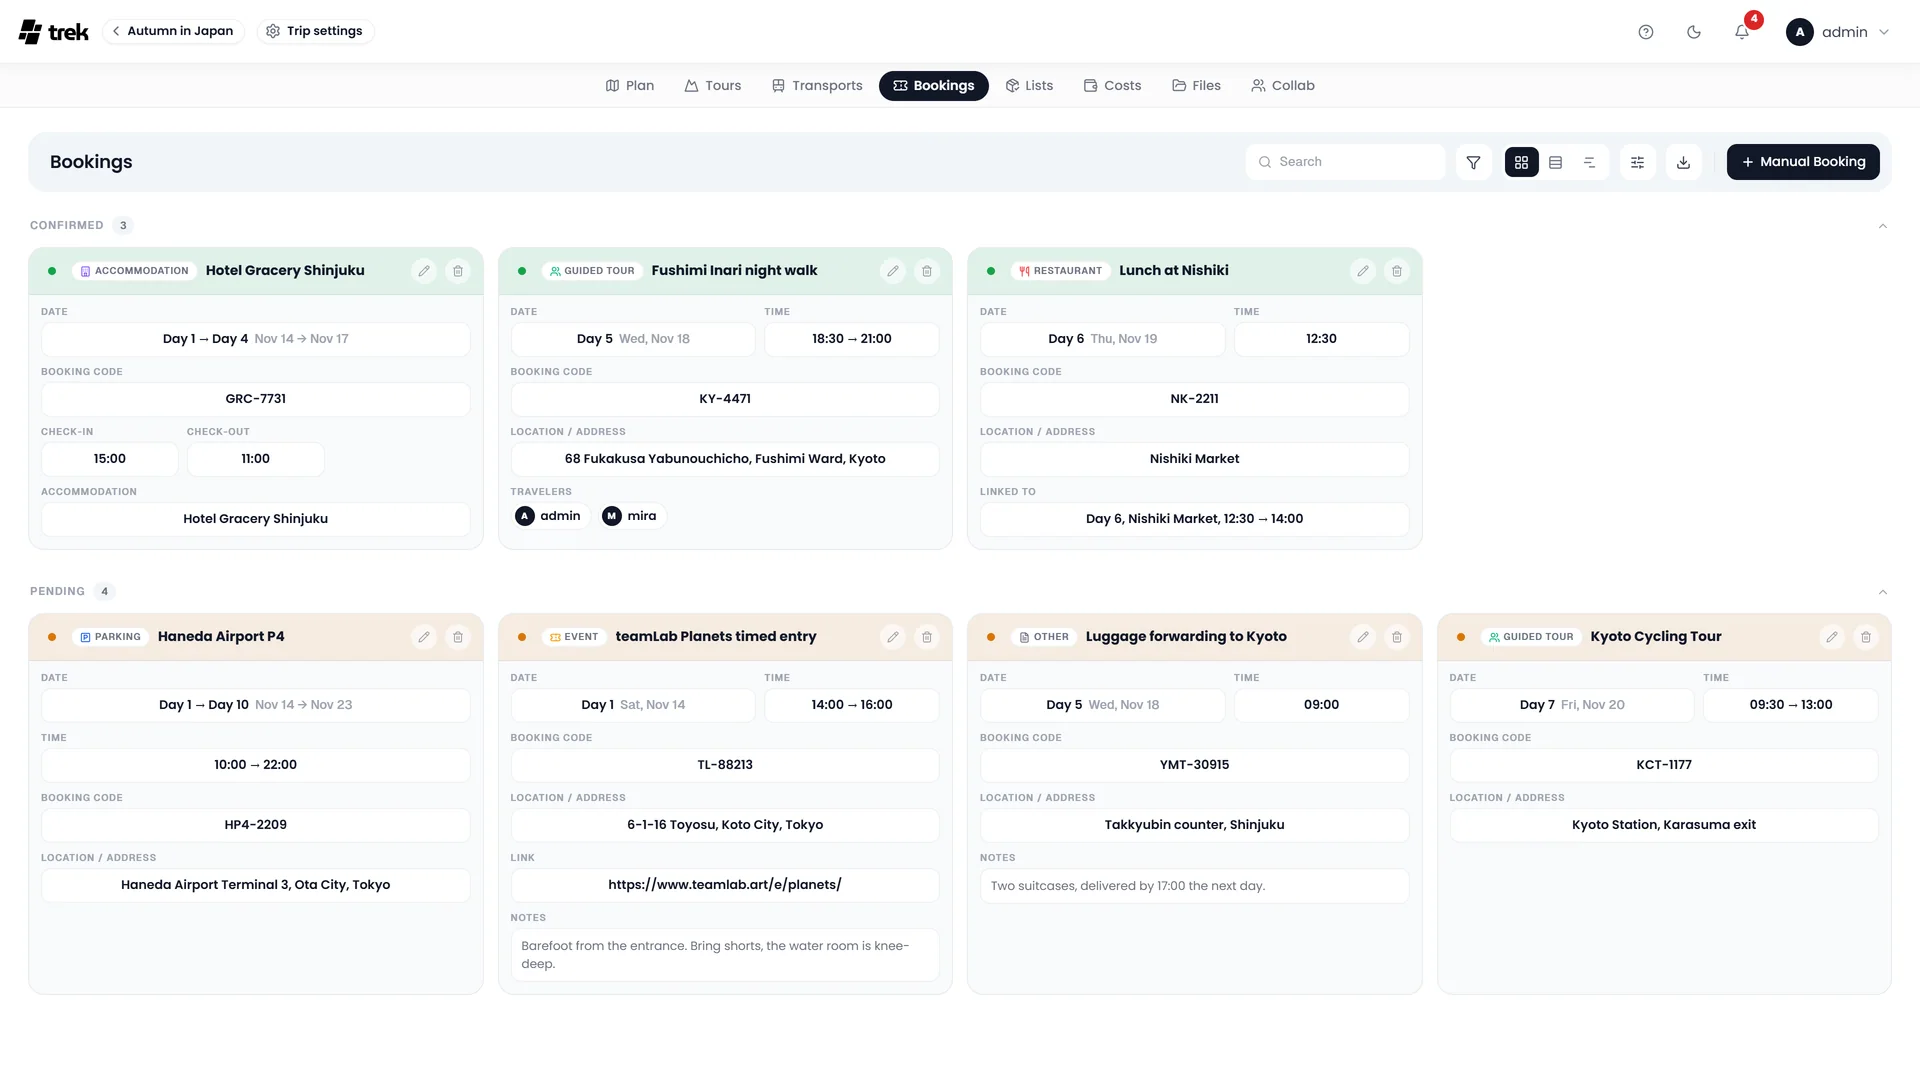 trek
Autumn in Japan
Trip settings
4
A
admin
Plan
Tours
Transports
Bookings
Lists
Costs
Files
Collab
Bookings
Search
+ Manual Booking
CONFIRMED 3
ACCOMMODATION Hotel Gracery Shinjuku
DATE
Day 1 → Day 4 Nov 14 → Nov 17
BOOKING CODE
GRC-7731
CHECK-IN CHECK-OUT
15:00 11:00
ACCOMMODATION
Hotel Gracery Shinjuku
GUIDED TOUR Fushimi Inari night walk
DATE TIME
Day 5 Wed, Nov 18 18:30 → 21:00
BOOKING CODE
KY-4471
LOCATION / ADDRESS
68 Fukakusa Yabunouchicho, Fushimi Ward, Kyoto
TRAVELERS
A admin M mira
RESTAURANT Lunch at Nishiki
DATE TIME
Day 6 Thu, Nov 19 12:30
BOOKING CODE
NK-2211
LOCATION / ADDRESS
Nishiki Market
LINKED TO
Day 6, Nishiki Market, 12:30 → 14:00
PENDING 4
PARKING Haneda Airport P4
DATE
Day 1 → Day 10 Nov 14 → Nov 23
TIME
10:00 → 22:00
BOOKING CODE
HP4-2209
LOCATION / ADDRESS
Haneda Airport Terminal 3, Ota City, Tokyo
EVENT teamLab Planets timed entry
DATE TIME
Day 1 Sat, Nov 14 14:00 → 16:00
BOOKING CODE
TL-88213
LOCATION / ADDRESS
6-1-16 Toyosu, Koto City, Tokyo
LINK
https://www.teamlab.art/e/planets/
NOTES
Barefoot from the entrance. Bring shorts, the water room is knee-
deep.
OTHER Luggage forwarding to Kyoto
DATE TIME
Day 5 Wed, Nov 18 09:00
BOOKING CODE
YMT-30915
LOCATION / ADDRESS
Takkyubin counter, Shinjuku
NOTES
Two suitcases, delivered by 17:00 the next day.
GUIDED TOUR Kyoto Cycling Tour
DATE TIME
Day 7 Fri, Nov 20 09:30 → 13:00
BOOKING CODE
KCT-1177
LOCATION / ADDRESS
Kyoto Station, Karasuma exit